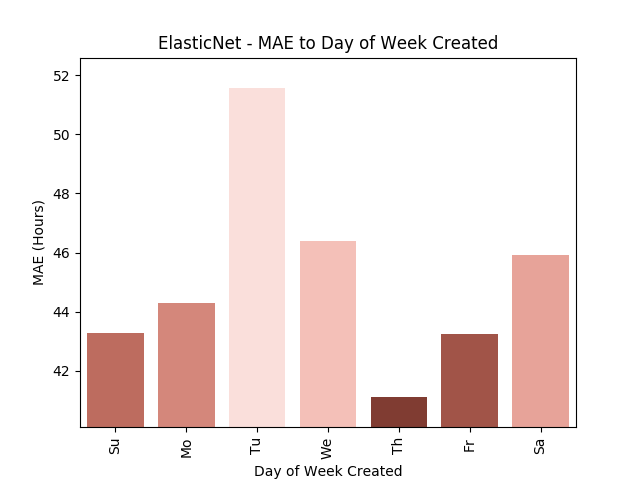 ElasticNet - MAE to Day of Week Created
MAE (Hours)
52
50
48
46
44
42
Su
Mo
Tu
We
Th
Fr
Sa
Day of Week Created